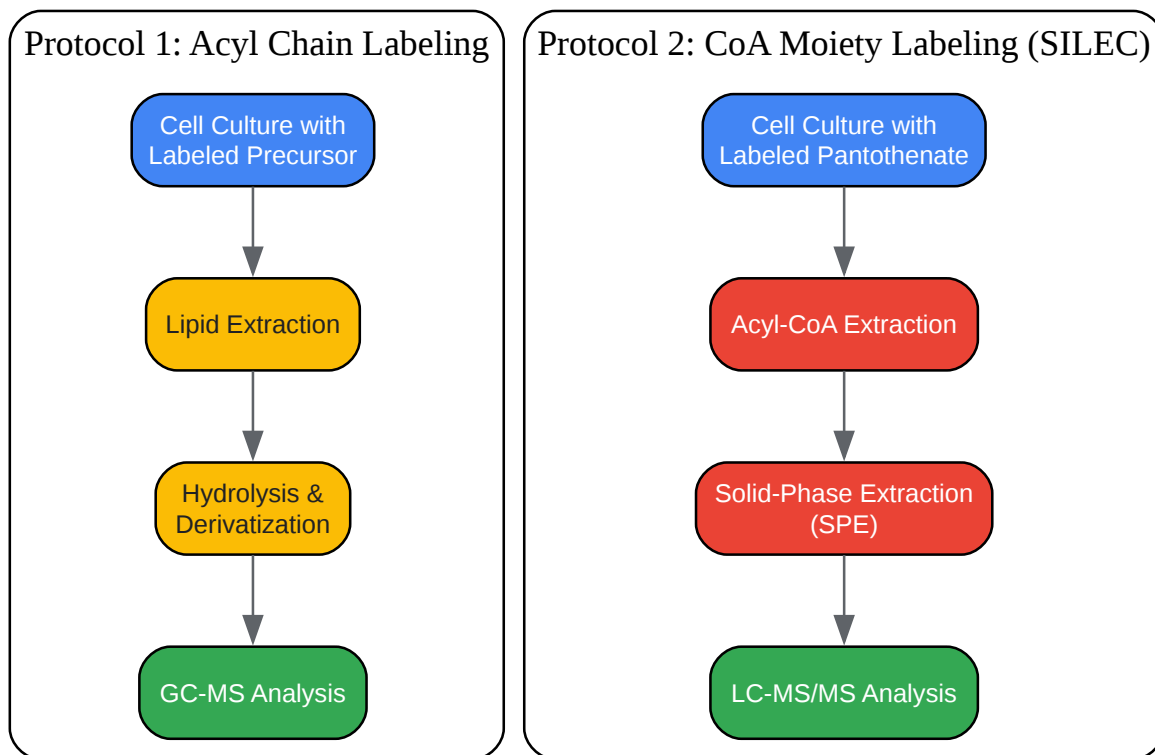 Protocol 1: Acyl Chain Labeling
Cell Culture with
Labeled Precursor
Lipid Extraction
Hydrolysis &
Derivatization
GC-MS Analysis
Protocol 2: CoA Moiety Labeling (SILEC)
Cell Culture with
Labeled Pantothenate
Acyl-CoA Extraction
Solid-Phase Extraction
(SPE)
LC-MS/MS Analysis